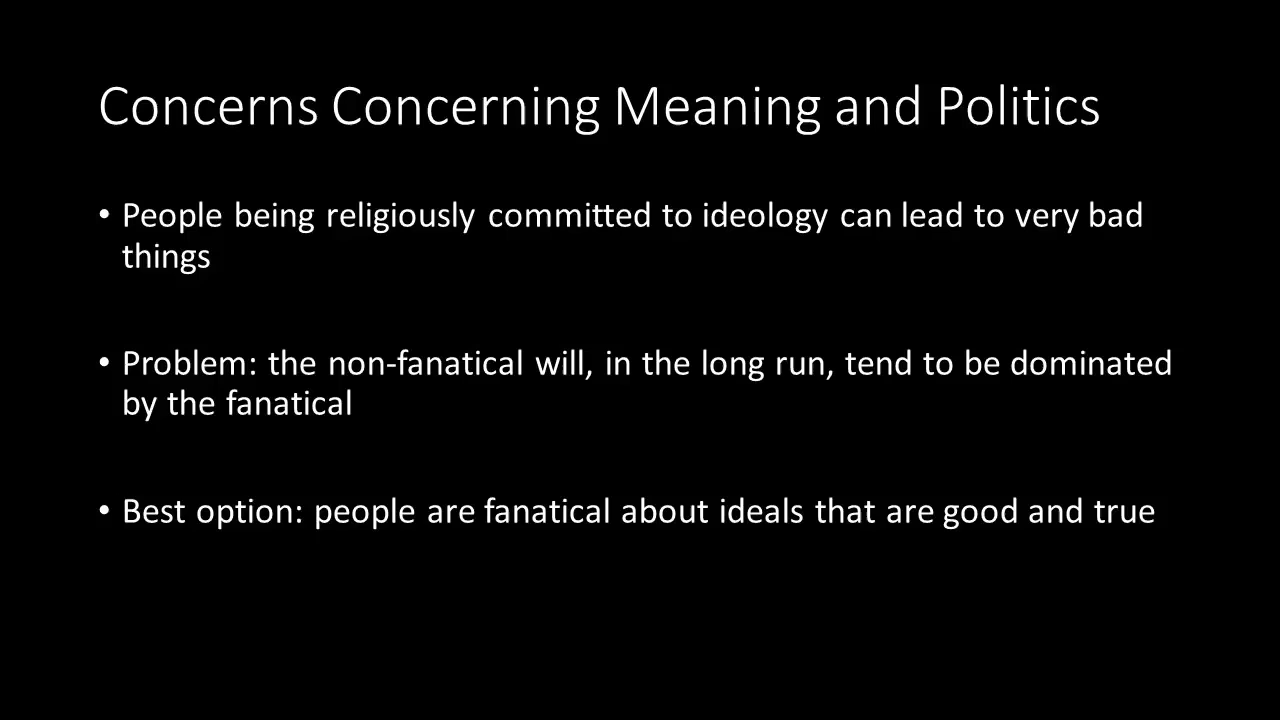 Concerns Concerning Meaning and Politics
• People being religiously committed to ideology can lead to very bad
things
• Problem: the non-fanatical will, in the long run, tend to be dominated
by the fanatical
• Best option: people are fanatical about ideals that are good and true